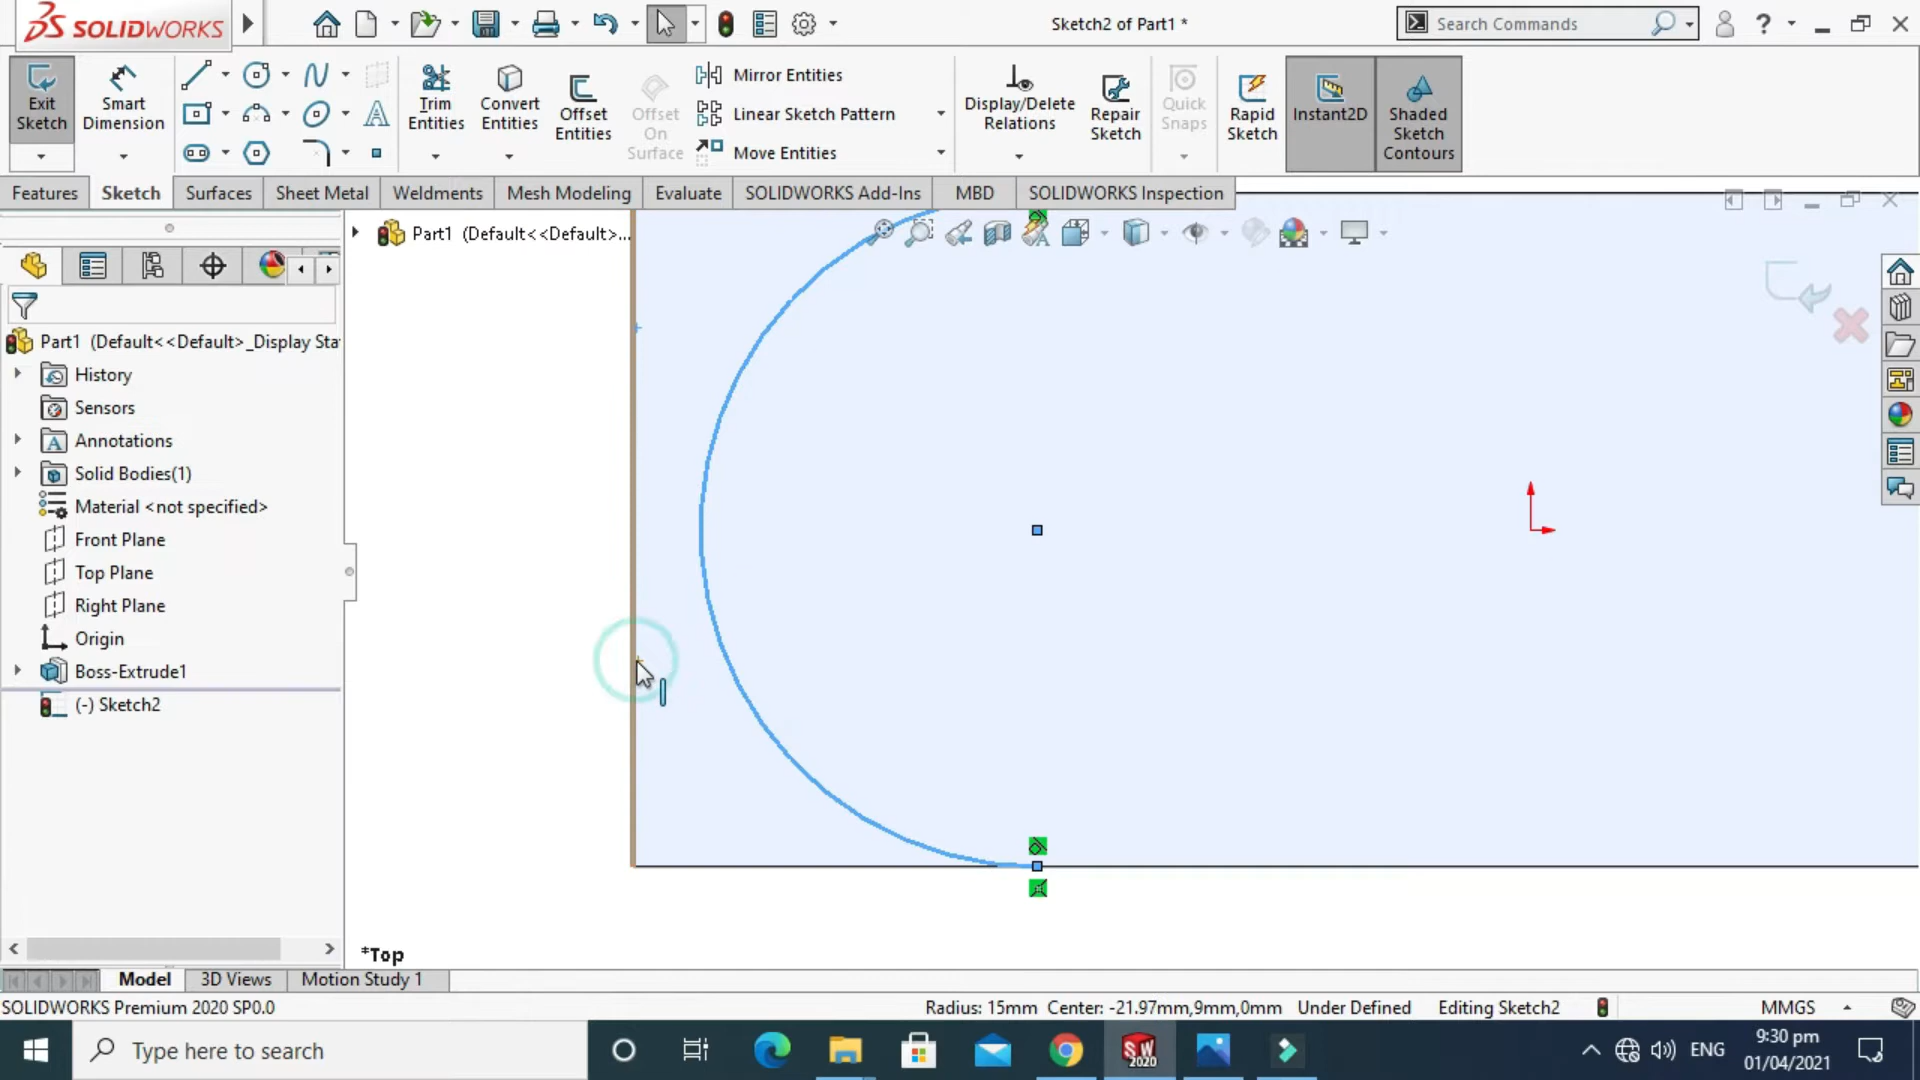 SOLIDWORKS
Sketch2 of Part1 *
Search Commands
Exit Sketch
Smart Dimension
Trim Entities
Convert Entities
Offset Entities
Offset On Surface
Mirror Entities
Linear Sketch Pattern
Move Entities
Display/Delete Relations
Repair Sketch
Quick Snaps
Rapid Sketch
Instant2D
Shaded Sketch Contours
Features Sketch Surfaces Sheet Metal Weldments Mesh Modeling Evaluate SOLIDWORKS Add-Ins MBD SOLIDWORKS Inspection
Part1 (Default<<Default>...
Part1 (Default<<Default>_Display Sta
History
Sensors
Annotations
Solid Bodies(1)
Material <not specified>
Front Plane
Top Plane
Right Plane
Origin
Boss-Extrude1
(-) Sketch2
*Top
Model 3D Views Motion Study 1
SOLIDWORKS Premium 2020 SP0.0 Radius: 15mm Center: -21.97mm,9mm,0mm Under Defined Editing Sketch2 MMGS
Type here to search
SW 2020
ENG
9:30 pm
01/04/2021